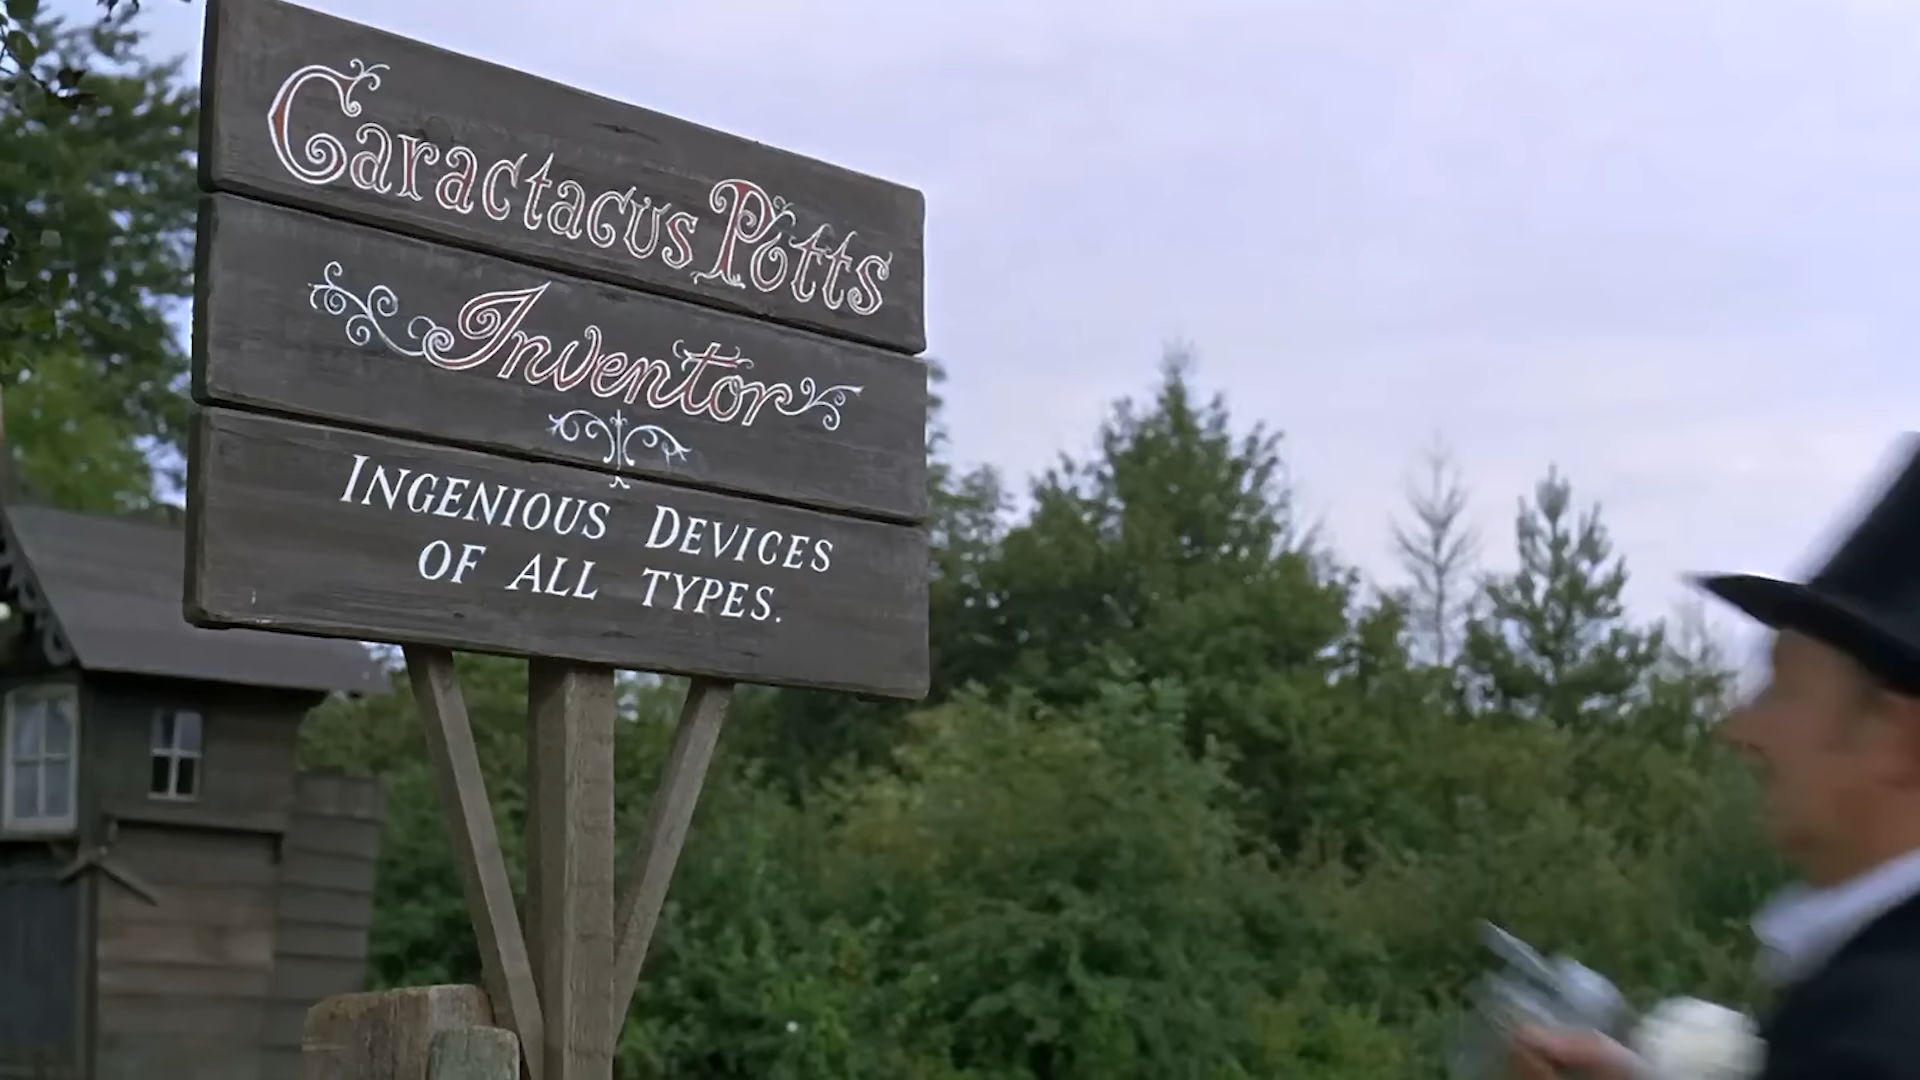 Caractacus Potts
Inventor
INGENIOUS DEVICES
OF ALL TYPES.